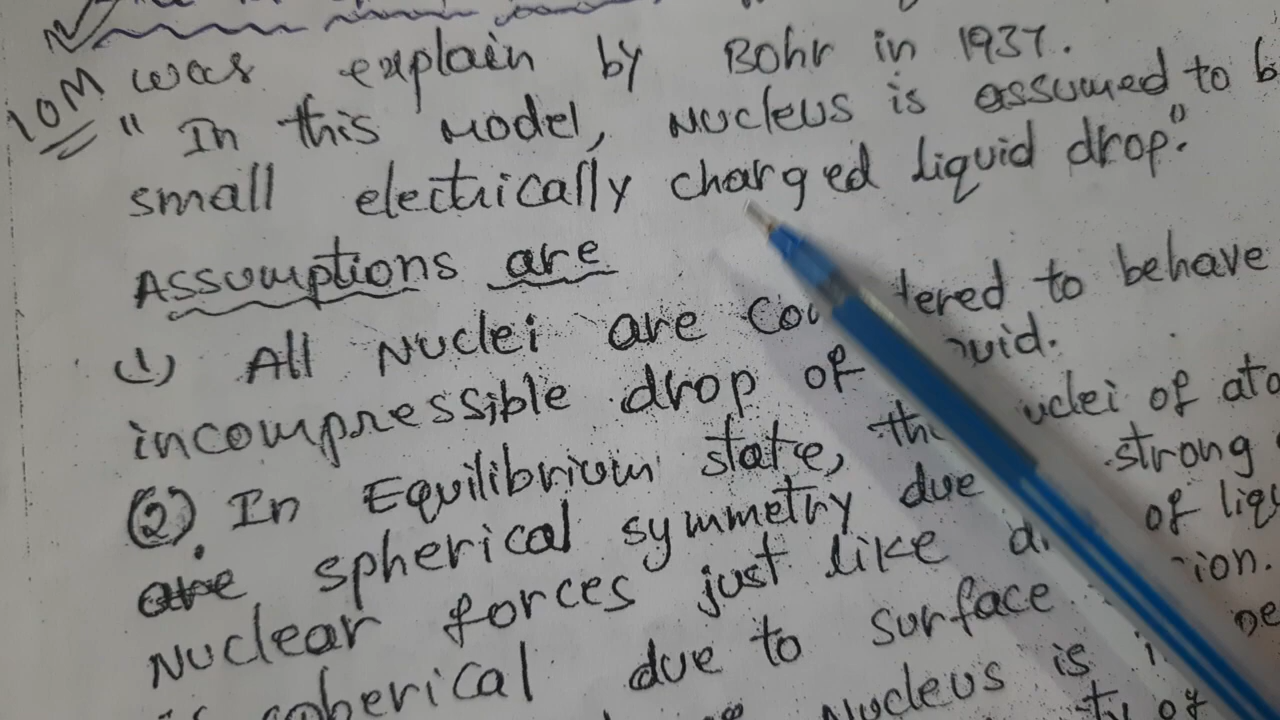 10M was explain by Bohr in 1937.
" In this Model, Nucleus is assumed to b
small electrically charged liquid drop."
Assumptions are
(1) All Nuclei are Co tered to behave
incompressible drop of uid.
(2). In Equilibrium state, th uclei of ato
are spherical symmetry due strong
Nuclear forces just like a of liq
spherical due to surface ion.
Nucleus is